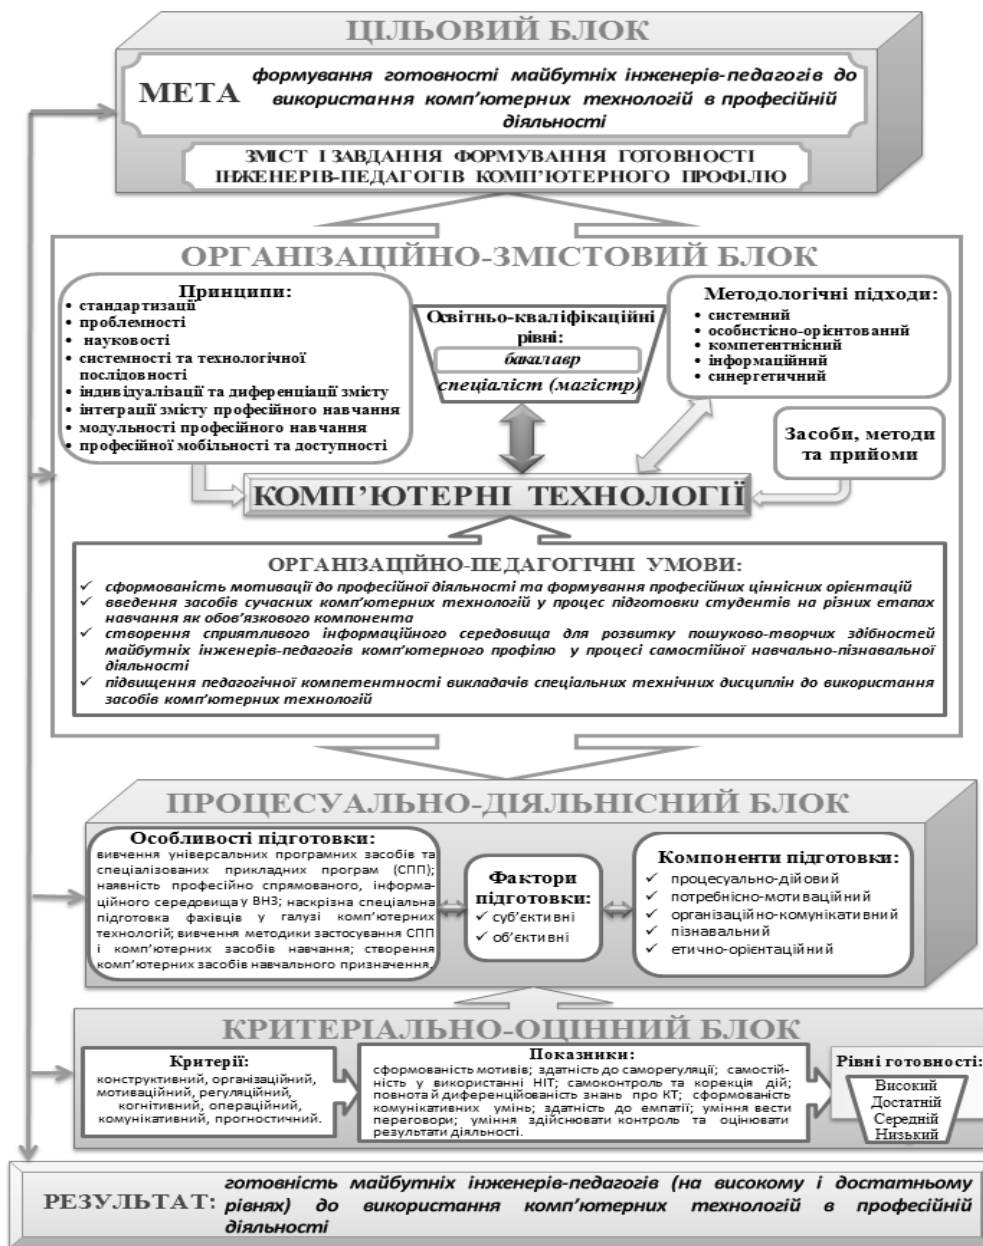 ЦІЛЬОВИЙ БЛОК
МЕТА
формування готовності майбутніх інженерів-педагогів до
використання комп’ютерних технологій в професійній
діяльності
ЗМІСТ І ЗАВДАННЯ ФОРМУВАННЯ ГОТОВНОСТІ
ІНЖЕНЕРІВ-ПЕДАГОГІВ КОМП’ЮТЕРНОГО ПРОФІЛЮ
ОРГАНІЗАЦІЙНО-ЗМІСТОВИЙ БЛОК
Принципи:
• стандартизації
• проблемності
• науковості
• системності та технологічної
послідовності
• індивидуалізації та диференціації змісту
• інтеграції змісту професійного навчання
• модульності професійного навчання
• професійної мобільності та доступності
Освітньо-кваліфікаційні
рівні:
бакалавр
спеціаліст (магістр)
Методологічні підходи:
• системний
• особистісно-орієнтований
• компетентнісний
• інформаційний
• синергетичний
Засоби, методи
та прийоми
КОМП’ЮТЕРНІ ТЕХНОЛОГІЇ
ОРГАНІЗАЦІЙНО-ПЕДАГОГІЧНІ УМОВИ:
✓ сформованість мотивації до професійної діяльності та формування професійних ціннісних орієнтацій
✓ введення засобів сучасних комп’ютерних технологій у процес підготовки студентів на різних етапах
навчання як обов’язкового компонента
✓ створення сприятливого інформаційного середовища для розвитку пошуково-творчих здібностей
майбутніх інженерів-педагогів комп’ютерного профілю у процесі самостійної навчально-пізнавальної
діяльності
✓ підвищення педагогічної компетентності викладачів спеціальних технічних дисциплін до використання
засобів комп’ютерних технологій
ПРОЦЕСУАЛЬНО-ДІЯЛЬНІСНИЙ БЛОК
Особливості підготовки:
вивчення універсальних програмних засобів та
спеціалізованих прикладних програм (СПП);
наявність професійно спрямованого, інформа-
ційного середовища у ВНЗ; наскрізна спеціальна
підготовка фахівців у галузі комп’ютерних
технологій; вивчення методики застосування СПП
і комп’ютерних засобів навчання; створення
комп’ютерних засобів навчального призначення.
Фактори
підготовки:
✓ суб’єктивні
✓ об’єктивні
Компоненти підготовки:
✓ процесуально-дійовий
✓ потребнісно-мотиваційний
✓ організаційно-комунікативний
✓ пізнавальний
✓ етично-орієнтаційний
КРИТЕРІАЛЬНО-ОЦІННИЙ БЛОК
Критерії:
конструктивний, організаційний,
мотиваційний, регуляційний,
когнітивний, операційний,
комунікативний, прогностичний.
Показники:
сформованість мотивів; здатність до саморегуляції; самостій-
ність у використанні НІТ; самоконтроль та корекція дій;
повнота й диференційованість знань про КТ; сформованість
комунікативних умінь; здатність до емпатії; уміння вести
переговори; уміння здійснювати контроль та оцінювати
результати діяльності.
Рівні готовності:
Високий
Достатній
Середній
Низький
РЕЗУЛЬТАТ:
готовність майбутніх інженерів-педагогів (на високому і достатньому
рівнях) до використання комп’ютерних технологій в професійній
діяльності